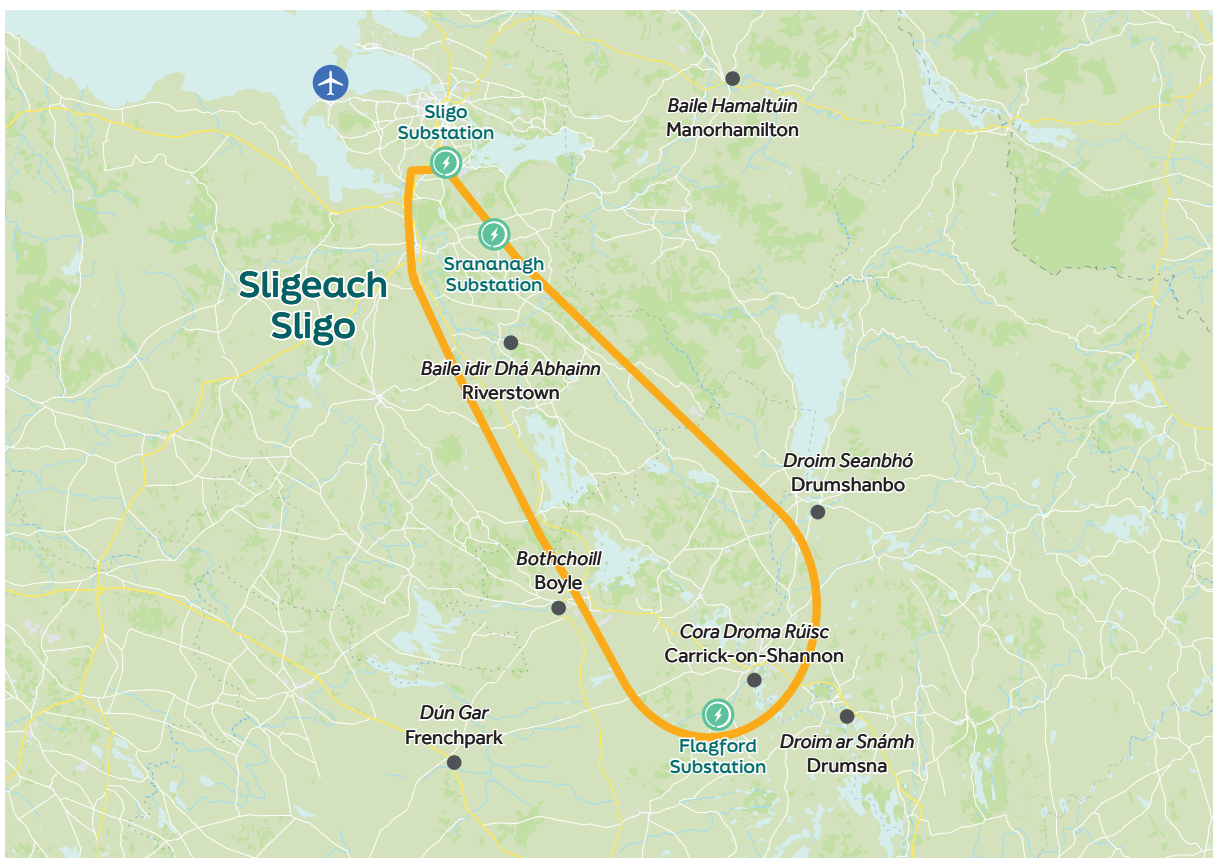 Baile Hamaltúin
Manorhamilton
Sligo
Substation
Srananagh
Substation
Sligeach
Sligo
Baile idir Dhá Abhainn
Riverstown
Droim Seanbhó
Drumshanbo
Bothchoill
Boyle
Cora Droma Rúisc
Carrick-on-Shannon
Dún Gar
Frenchpark
Flagford
Substation
Droim ar Snámh
Drumsna